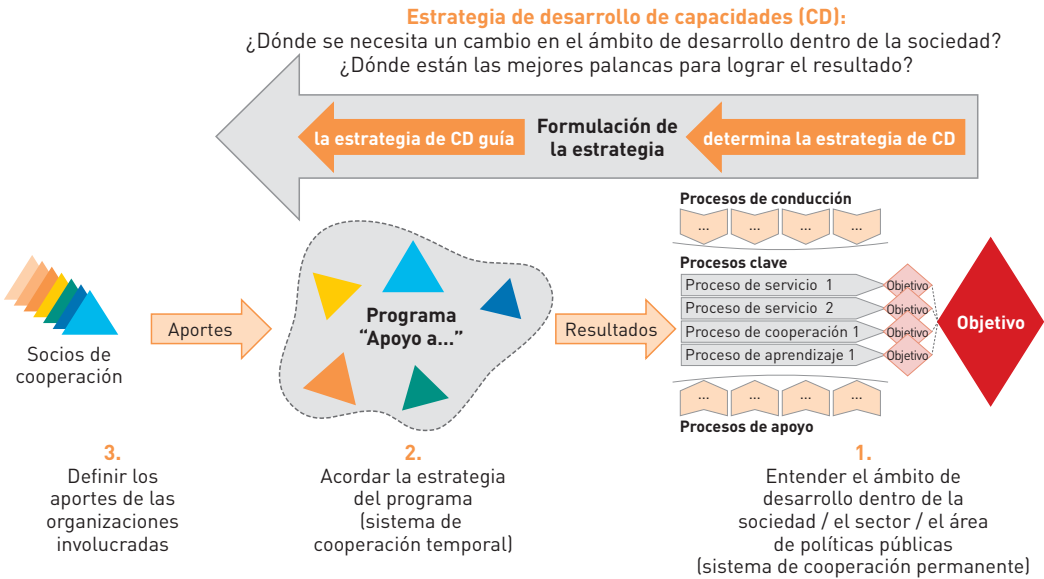 Estrategia de desarrollo de capacidades (CD):
¿Dónde se necesita un cambio en el ámbito de desarrollo dentro de la sociedad?
¿Dónde están las mejores palancas para lograr el resultado?
la estrategia de CD guía
Formulación de
la estrategia
determina la estrategia de CD
Socios de
cooperación
Aportes
Programa
“Apoyo a...”
Resultados
Procesos de conducción
... ... ... ...
Procesos clave
Proceso de servicio 1
Objetivo
Proceso de servicio 2
Objetivo
Proceso de cooperación 1
Objetivo
Proceso de aprendizaje 1
Objetivo
... ... ... ...
Procesos de apoyo
Objetivo
3.
Definir los
aportes de las
organizaciones
involucradas
2.
Acordar la estrategia
del programa
(sistema de
cooperación temporal)
1.
Entender el ámbito de
desarrollo dentro de la
sociedad / el sector / el área
de políticas públicas
(sistema de cooperación permanente)